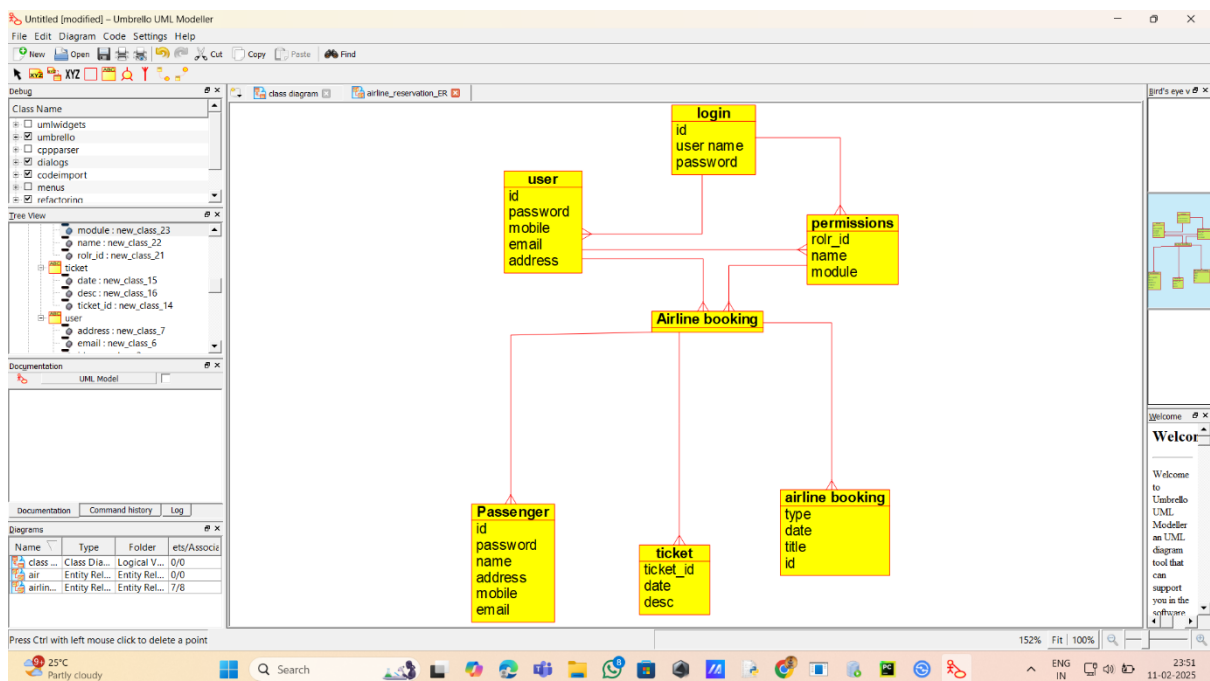 Untitled [modified] – Umbrello UML Modeller
File Edit Diagram Code Settings Help
New Open Cut Copy Paste Find
XYZ XYZ
Debug
Class Name
umlwidgets
umbrello
cppparser
dialogs
codeimport
menus
refactoring
Tree View
module : new_class_23
name : new_class_22
rolr_id : new_class_21
ticket
date : new_class_15
desc : new_class_16
ticket_id : new_class_14
user
address : new_class_7
email : new_class_6
Documentation
UML Model
Documentation Command history Log
Diagrams
Name Type Folder ets/Associa
class ... Class Dia... Logical V... 0/0
air Entity Rel... Entity Rel... 0/0
airlin... Entity Rel... Entity Rel... 7/8
class diagram airline_reservation_ER
login
id
user name
password
user
id
password
mobile
email
address
permissions
rolr_id
name
module
Airline booking
Passenger
id
password
name
address
mobile
email
ticket
ticket_id
date
desc
airline booking
type
date
title
id
Bird's eye v
Welcome
Welcor
Welcome
to
Umbrello
UML
Modeller
an UML
diagram
tool that
can
support
you in the
software
Press Ctrl with left mouse click to delete a point
152% Fit 100%
9+
25°C
Partly cloudy
Search
8
PC
ENG
IN
23:51
11-02-2025